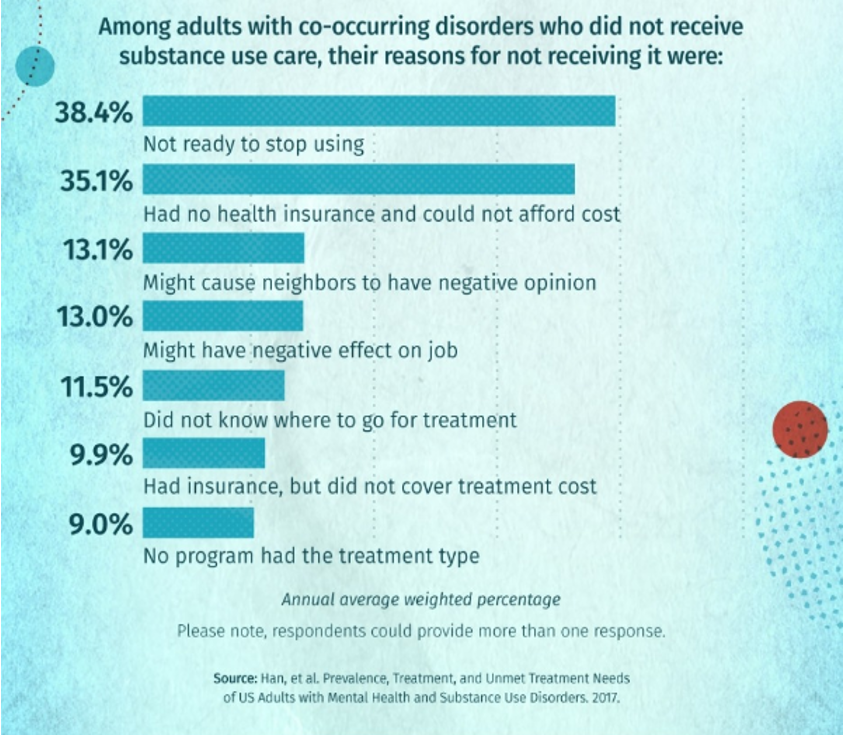 Among adults with co-occurring disorders who did not receive
substance use care, their reasons for not receiving it were:
38.4%
Not ready to stop using
35.1%
Had no health insurance and could not afford cost
13.1%
Might cause neighbors to have negative opinion
13.0%
Might have negative effect on job
11.5%
Did not know where to go for treatment
9.9%
Had insurance, but did not cover treatment cost
9.0%
No program had the treatment type
Annual average weighted percentage
Please note, respondents could provide more than one response.
Source: Han, et al. Prevalence, Treatment, and Unmet Treatment Needs
of US Adults with Mental Health and Substance Use Disorders. 2017.